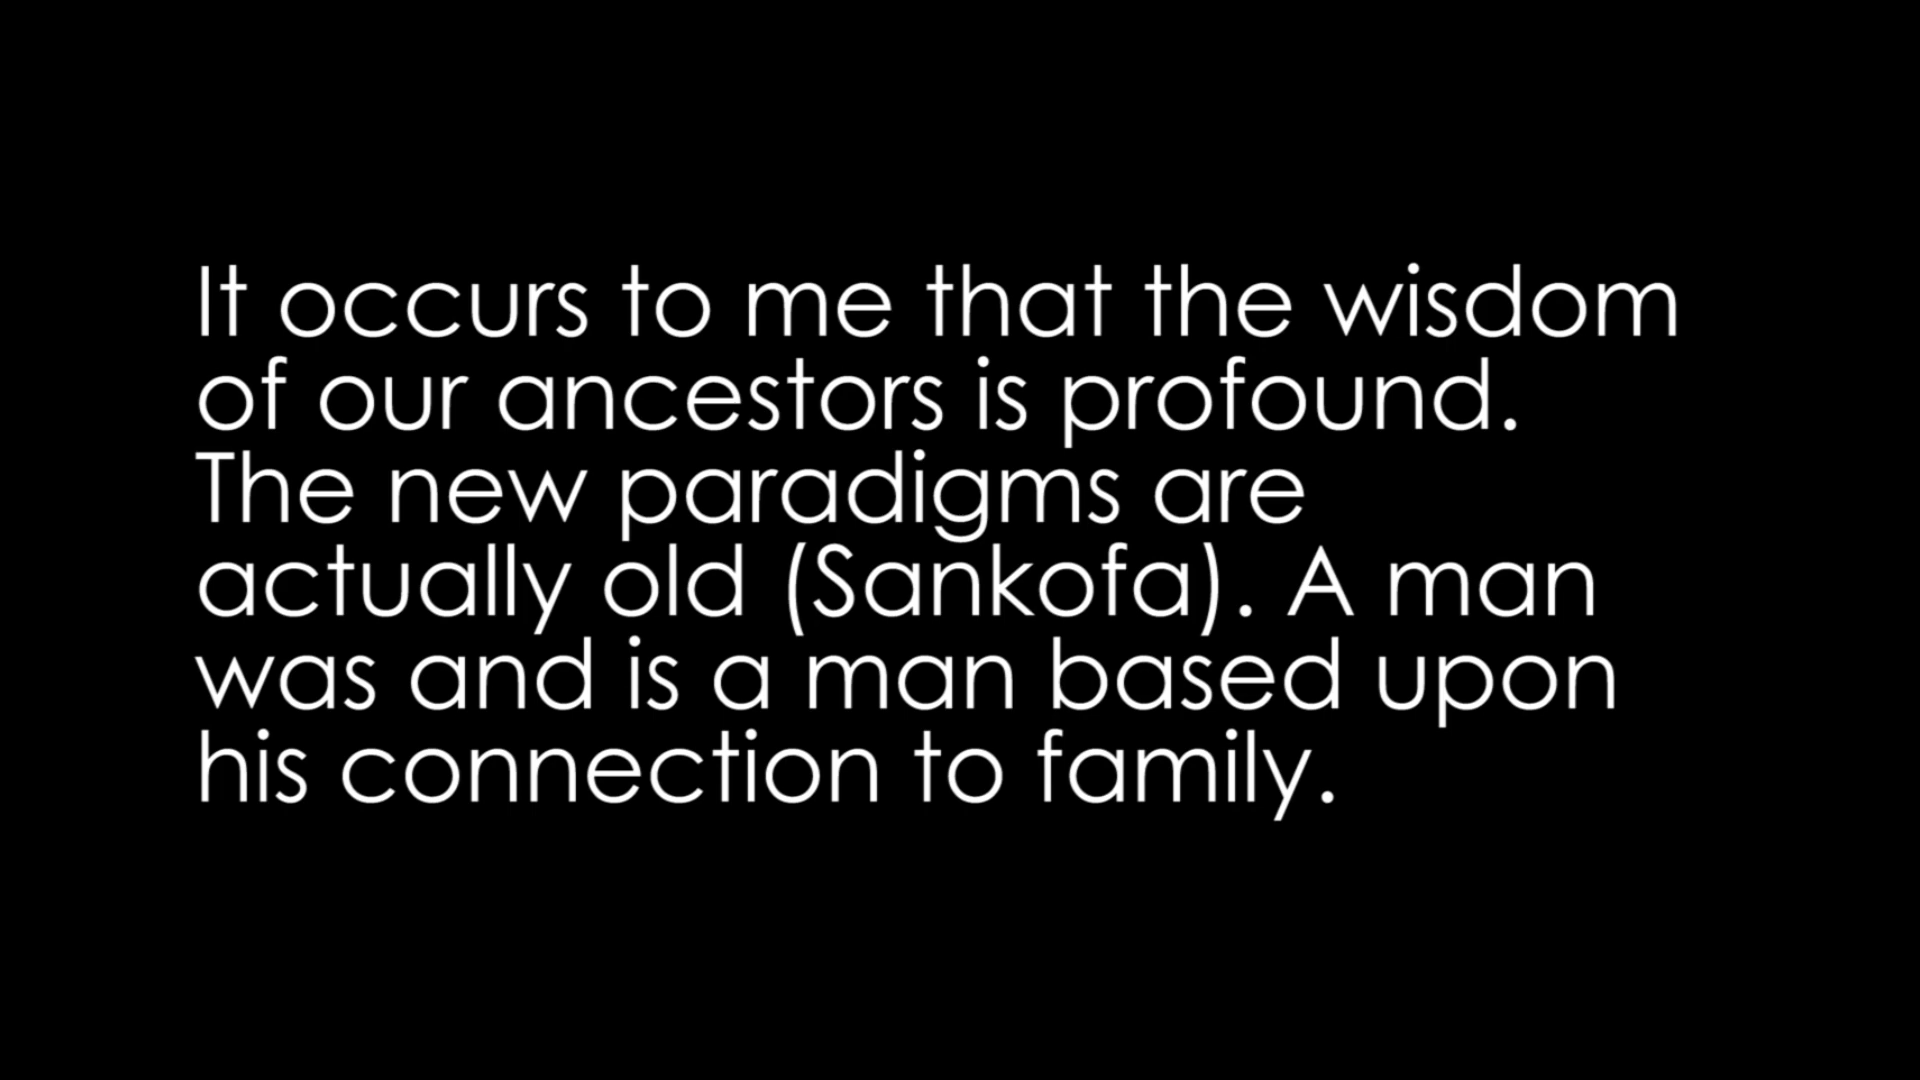 It occurs to me that the wisdom
of our ancestors is profound.
The new paradigms are
actually old (Sankofa). A man
was and is a man based upon
his connection to family.